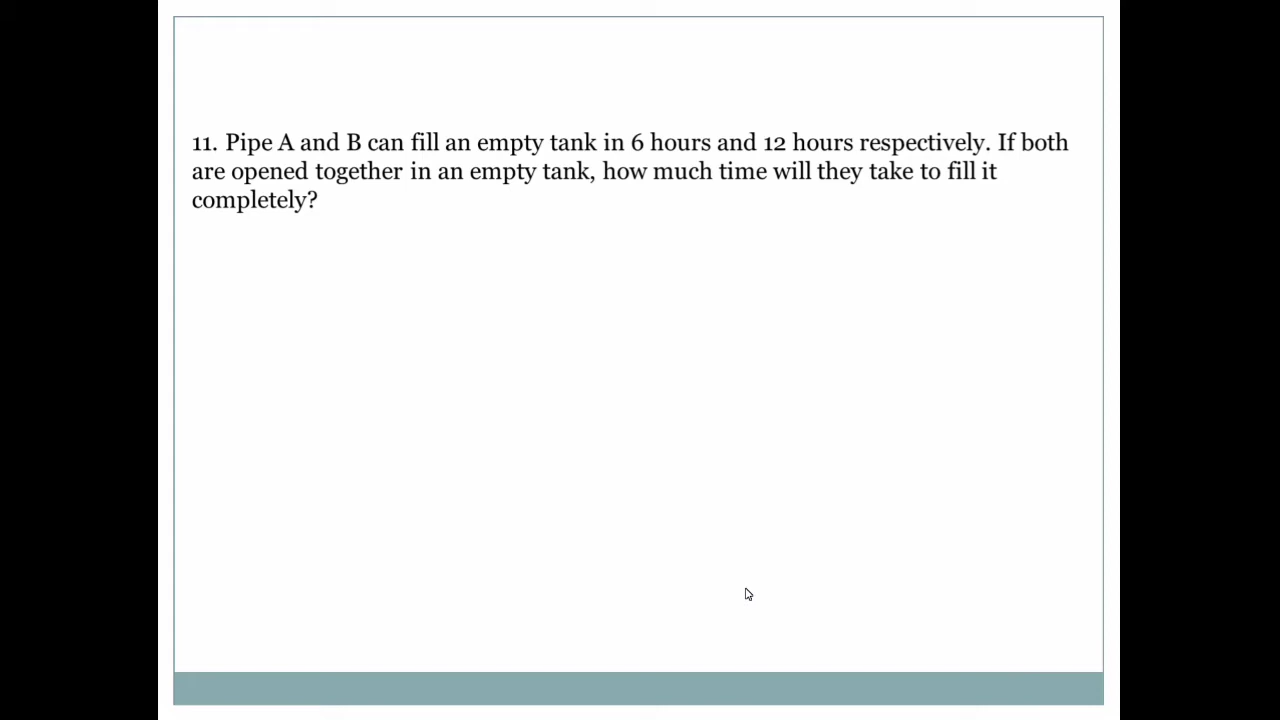 11. Pipe A and B can fill an empty tank in 6 hours and 12 hours respectively. If both
are opened together in an empty tank, how much time will they take to fill it
completely?